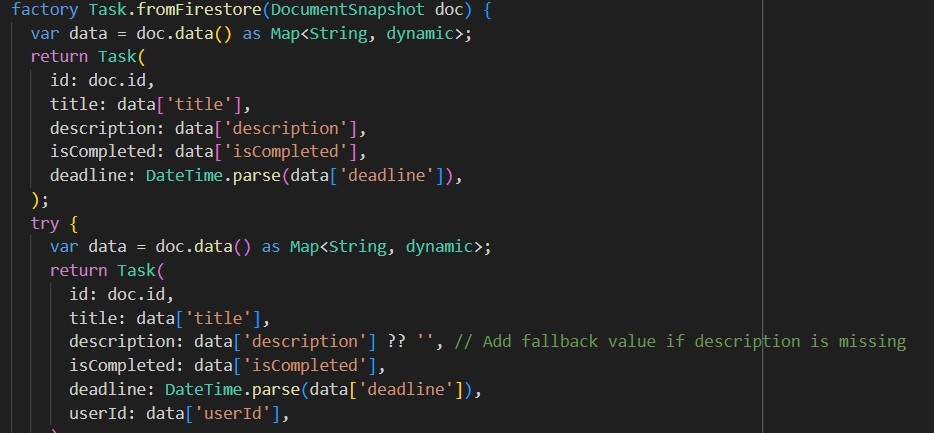 factory Task.fromFirestore(DocumentSnapshot doc) {
var data = doc.data() as Map<String, dynamic>;
return Task(
id: doc.id,
title: data['title'],
description: data['description'],
isCompleted: data['isCompleted'],
deadline: DateTime.parse(data['deadline']),
);
try {
var data = doc.data() as Map<String, dynamic>;
return Task(
id: doc.id,
title: data['title'],
description: data['description'] ?? '', // Add fallback value if description is missing
isCompleted: data['isCompleted'],
deadline: DateTime.parse(data['deadline']),
userId: data['userId'],